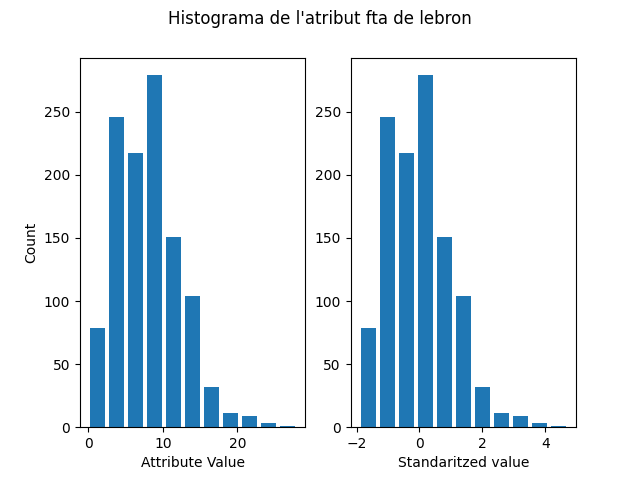 Histograma de l'atribut fta de lebron
Count
250
200
150
100
50
0
0 10 20
Attribute Value
250
200
150
100
50
0
−2 0 2 4
Standaritzed value